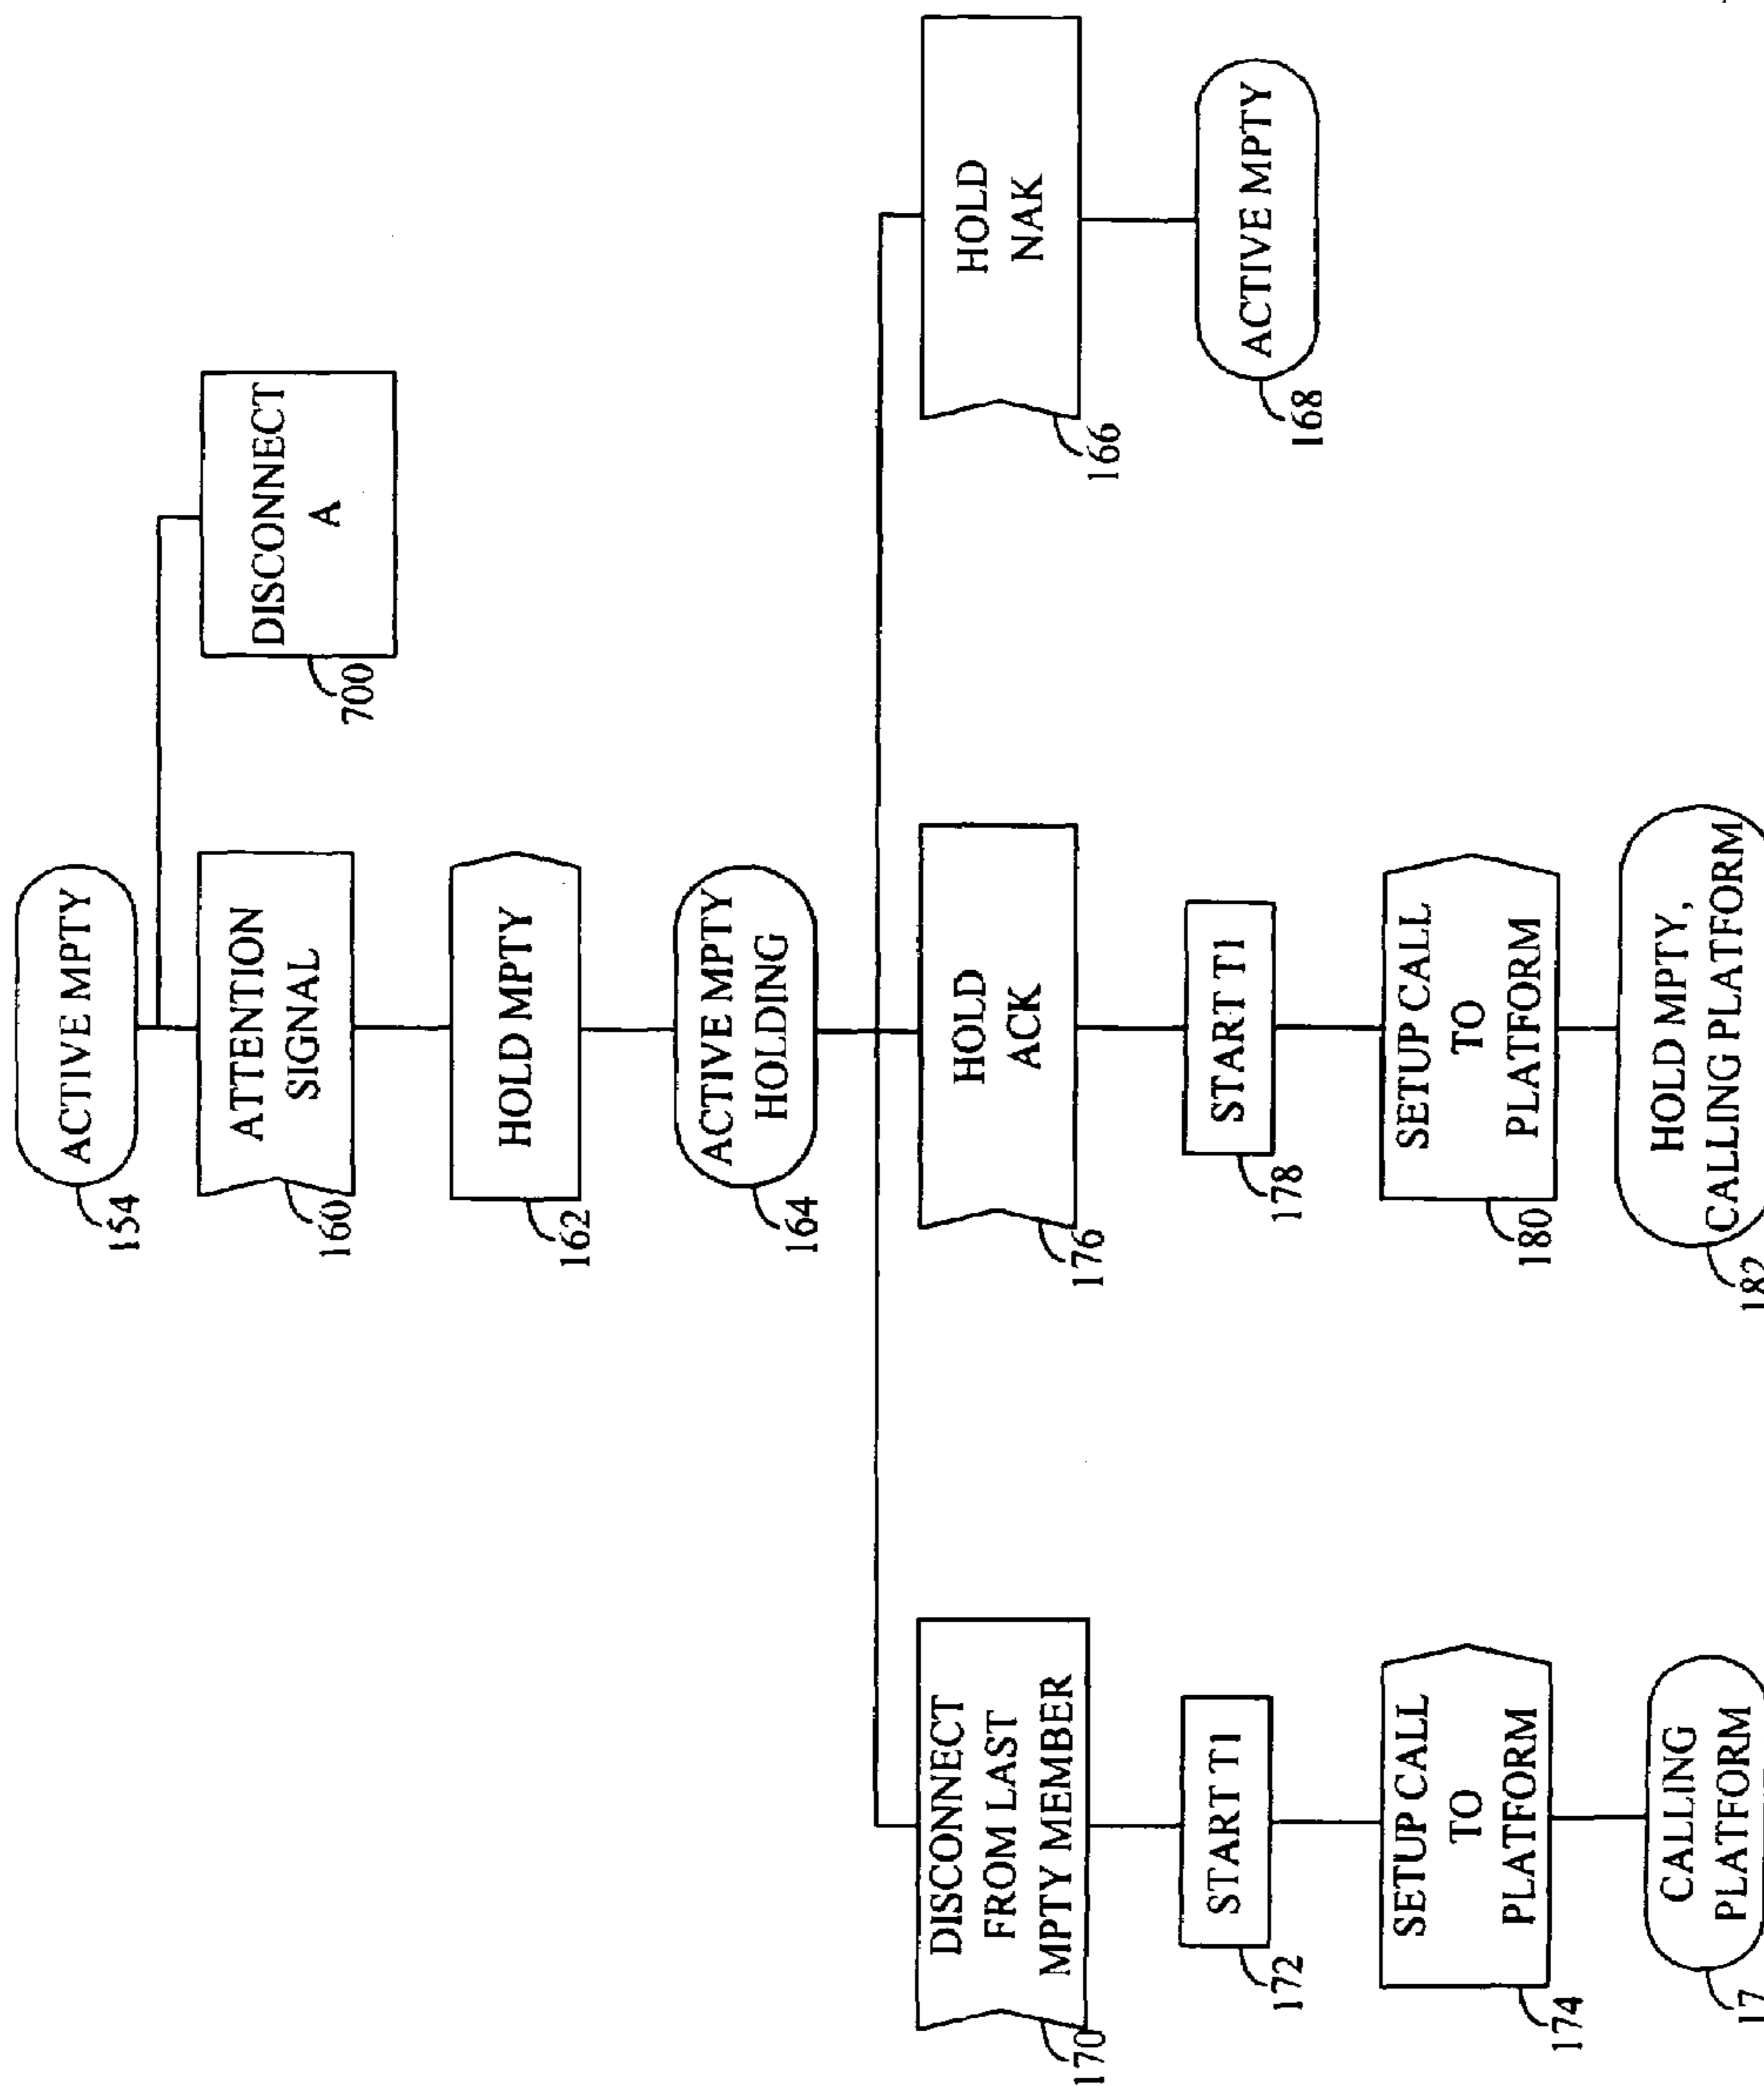 ACTIVE MPTY
154
DISCONNECT
A
700
ATTENTION
SIGNAL
160
HOLD MPTY
162
ACTIVE MPTY
HOLDING
164
DISCONNECT
FROM LAST
MPTY MEMBER
170
HOLD
ACK
176
HOLD
NAK
166
START T1
172
START T1
178
ACTIVE MPTY
168
SETUP CALL
TO
PLATFORM
174
SETUP CALL
TO
PLATFORM
180
CALLING
PLATFORM
17
HOLD MPTY,
CALLING PLATFORM
182